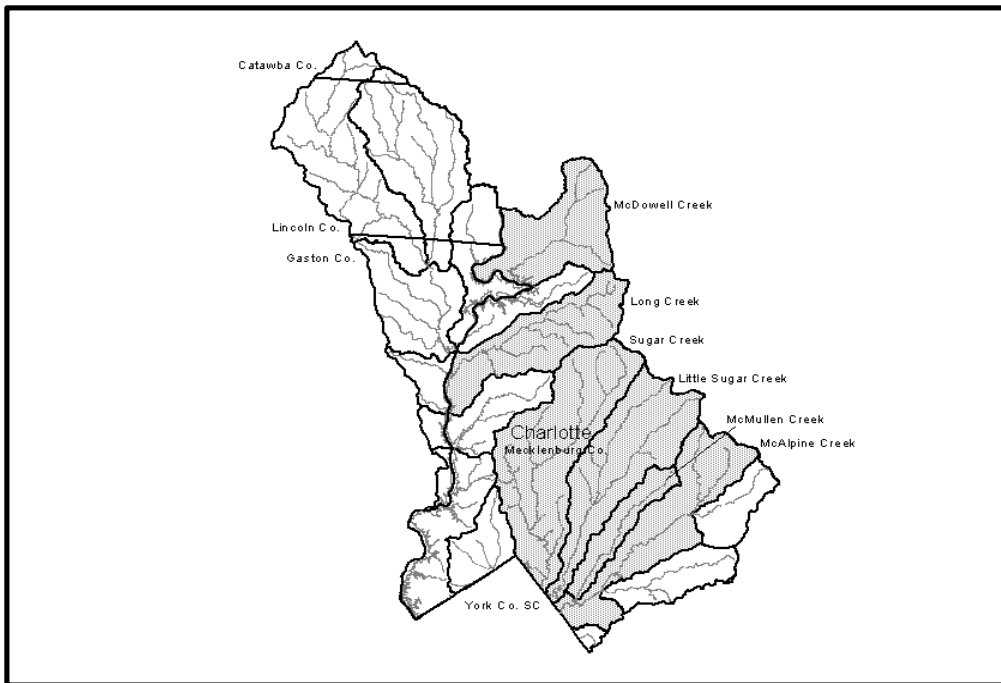 Catawba Co.
McDowell Creek
Lincoln Co.
Gaston Co.
Long Creek
Sugar Creek
Little Sugar Creek
McMullen Creek
Charlotte
McAlpine Creek
Mecklenburg Co.
York Co. SC